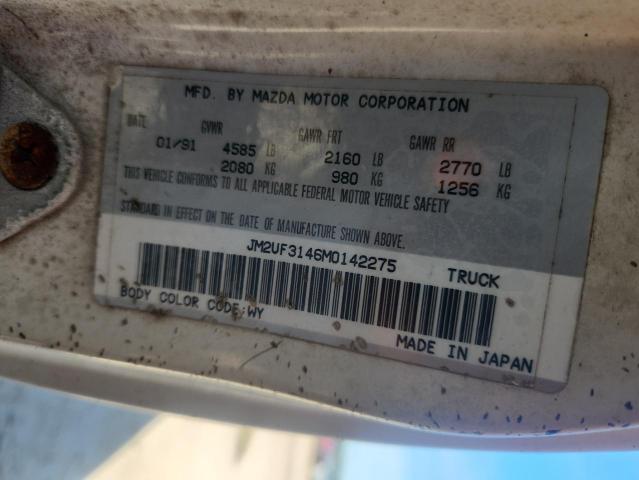 MFD. BY MAZDA MOTOR CORPORATION
DATE GVWR GAWR FRT GAWR RR
01/91 4585 LB 2160 LB 2770 LB
2080 KG 980 KG 1256 KG
THIS VEHICLE CONFORMS TO ALL APPLICABLE FEDERAL MOTOR VEHICLE SAFETY
STANDARD IN EFFECT ON THE DATE OF MANUFACTURE SHOWN ABOVE.
JM2UF3146M0142275 TRUCK
BODY COLOR CODE:WY
MADE IN JAPAN